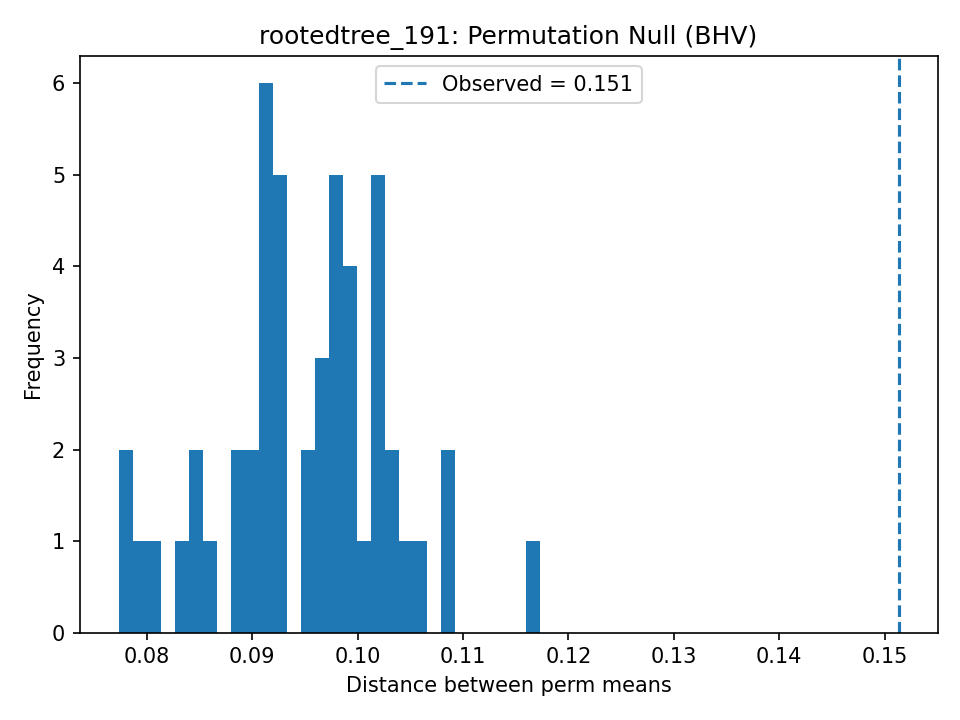 rootedtree_191: Permutation Null (BHV)
Observed = 0.151
Frequency
6
5
4
3
2
1
0
0.08 0.09 0.10 0.11 0.12 0.13 0.14 0.15
Distance between perm means